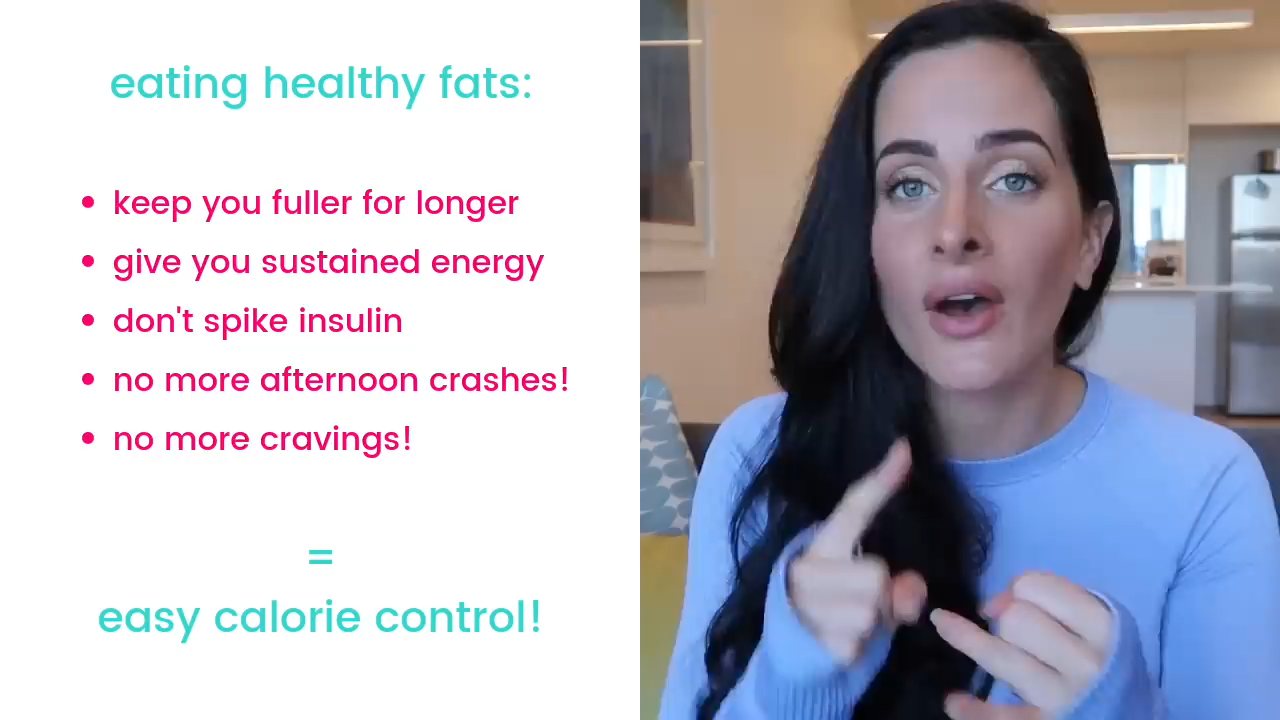 eating healthy fats:
• keep you fuller for longer
• give you sustained energy
• don't spike insulin
• no more afternoon crashes!
• no more cravings!
=
easy calorie control!